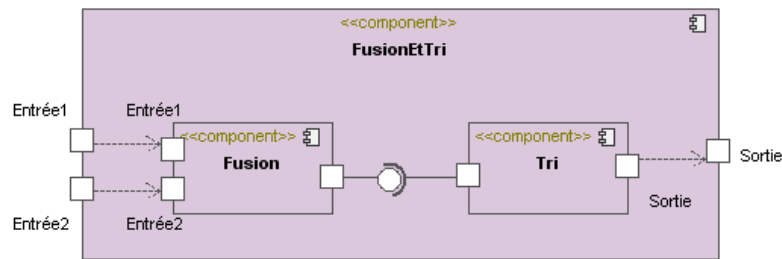 <<component>>
FusionEtTri
Entrée1
Entrée1
<<component>>
Fusion
<<component>>
Tri
Sortie
Sortie
Entrée2
Entrée2